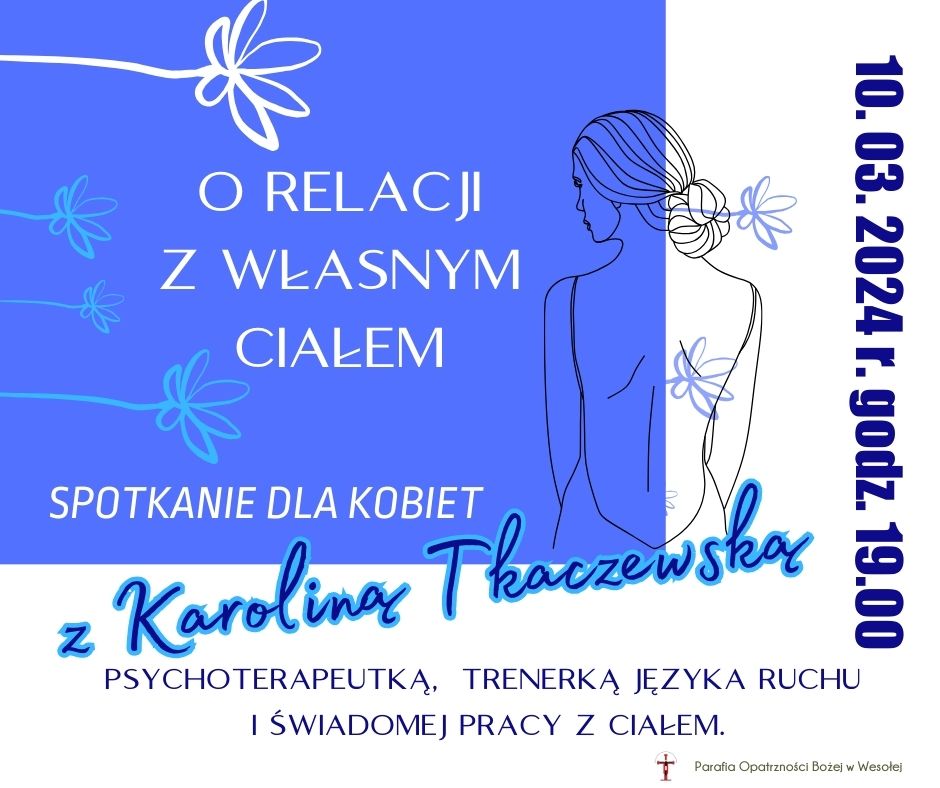 O RELACJI
Z WŁASNYM
CIAŁEM
10. 03. 2024 r. godz. 19.00
SPOTKANIE DLA KOBIET
z Karoliną Tkaczewską
PSYCHOTERAPEUTKĄ, TRENERKĄ JĘZYKA RUCHU
I ŚWIADOMEJ PRACY Z CIAŁEM.
Parafia Opatrzności Bożej w Wesołej